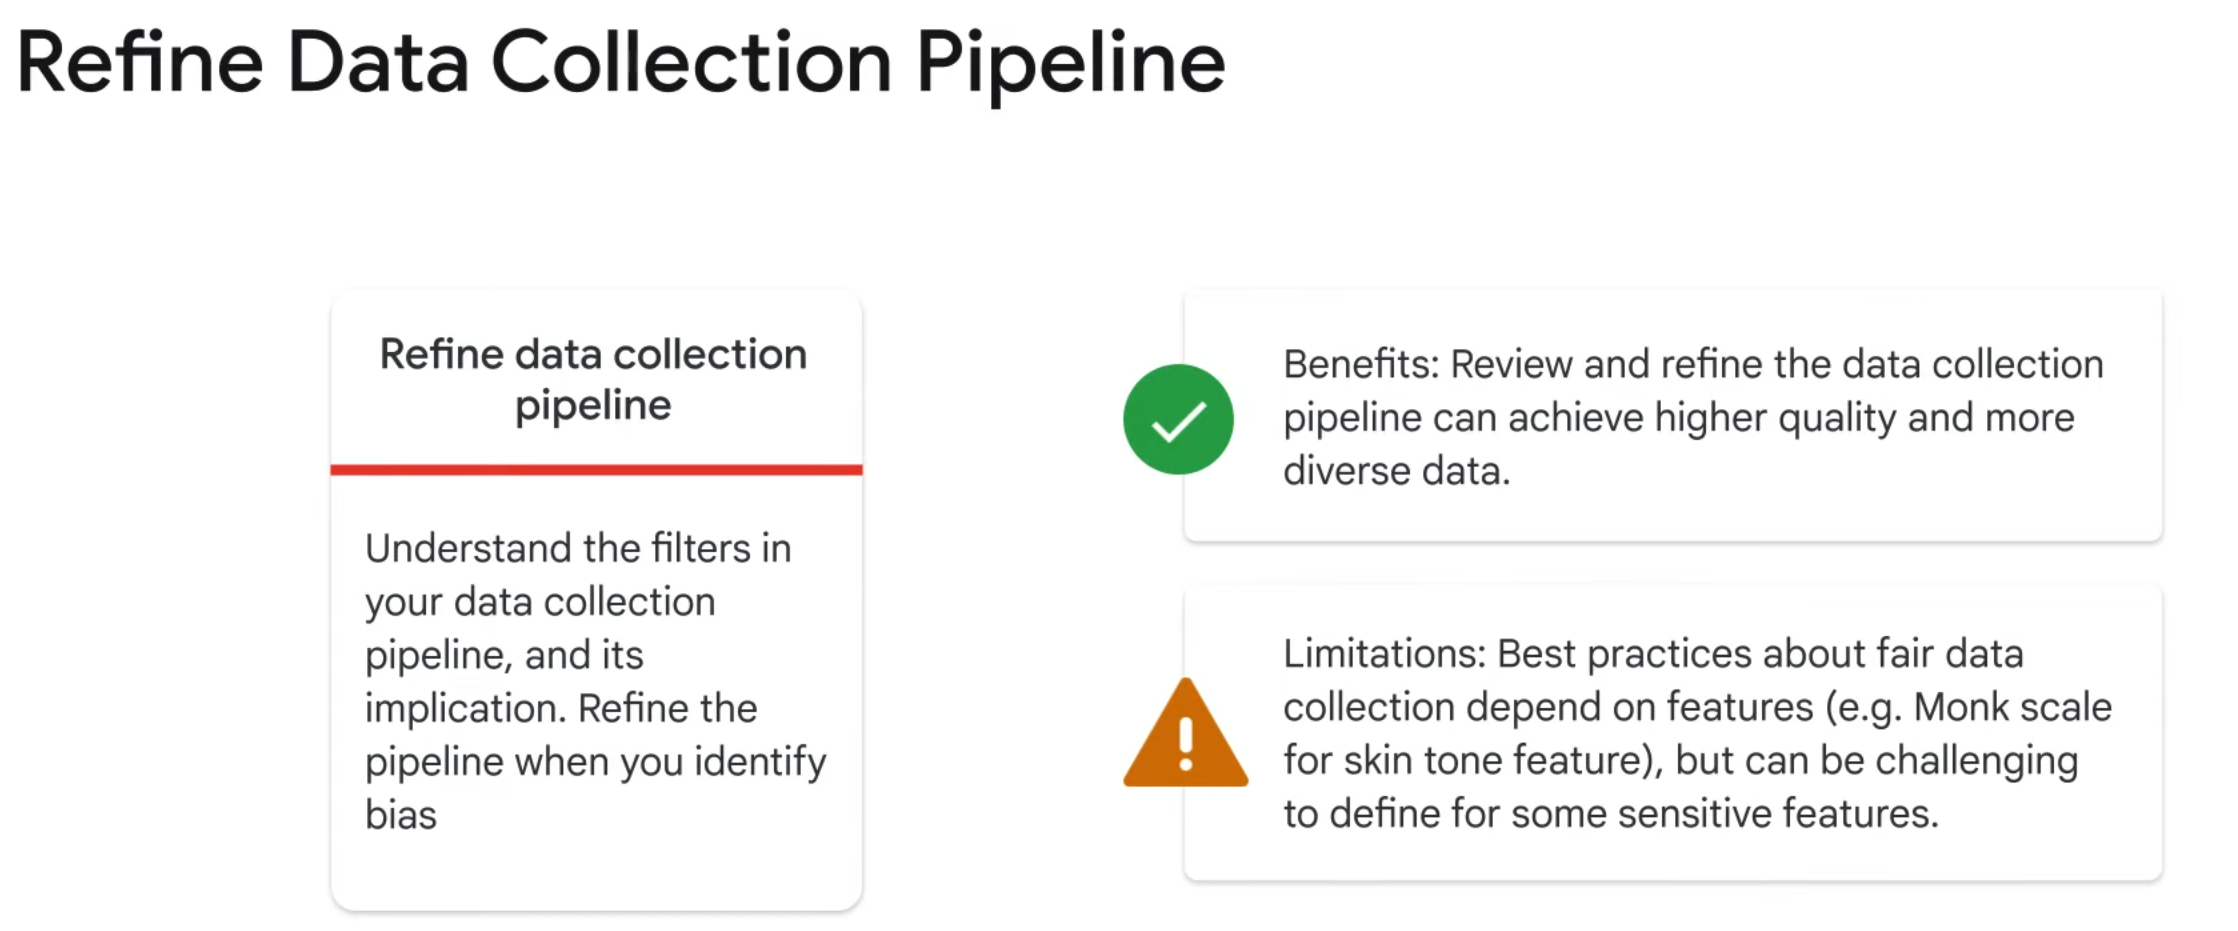 Refine Data Collection Pipeline
Refine data collection
pipeline
Understand the filters in
your data collection
pipeline, and its
implication. Refine the
pipeline when you identify
bias
Benefits: Review and refine the data collection
pipeline can achieve higher quality and more
diverse data.
Limitations: Best practices about fair data
collection depend on features (e.g. Monk scale
for skin tone feature), but can be challenging
to define for some sensitive features.